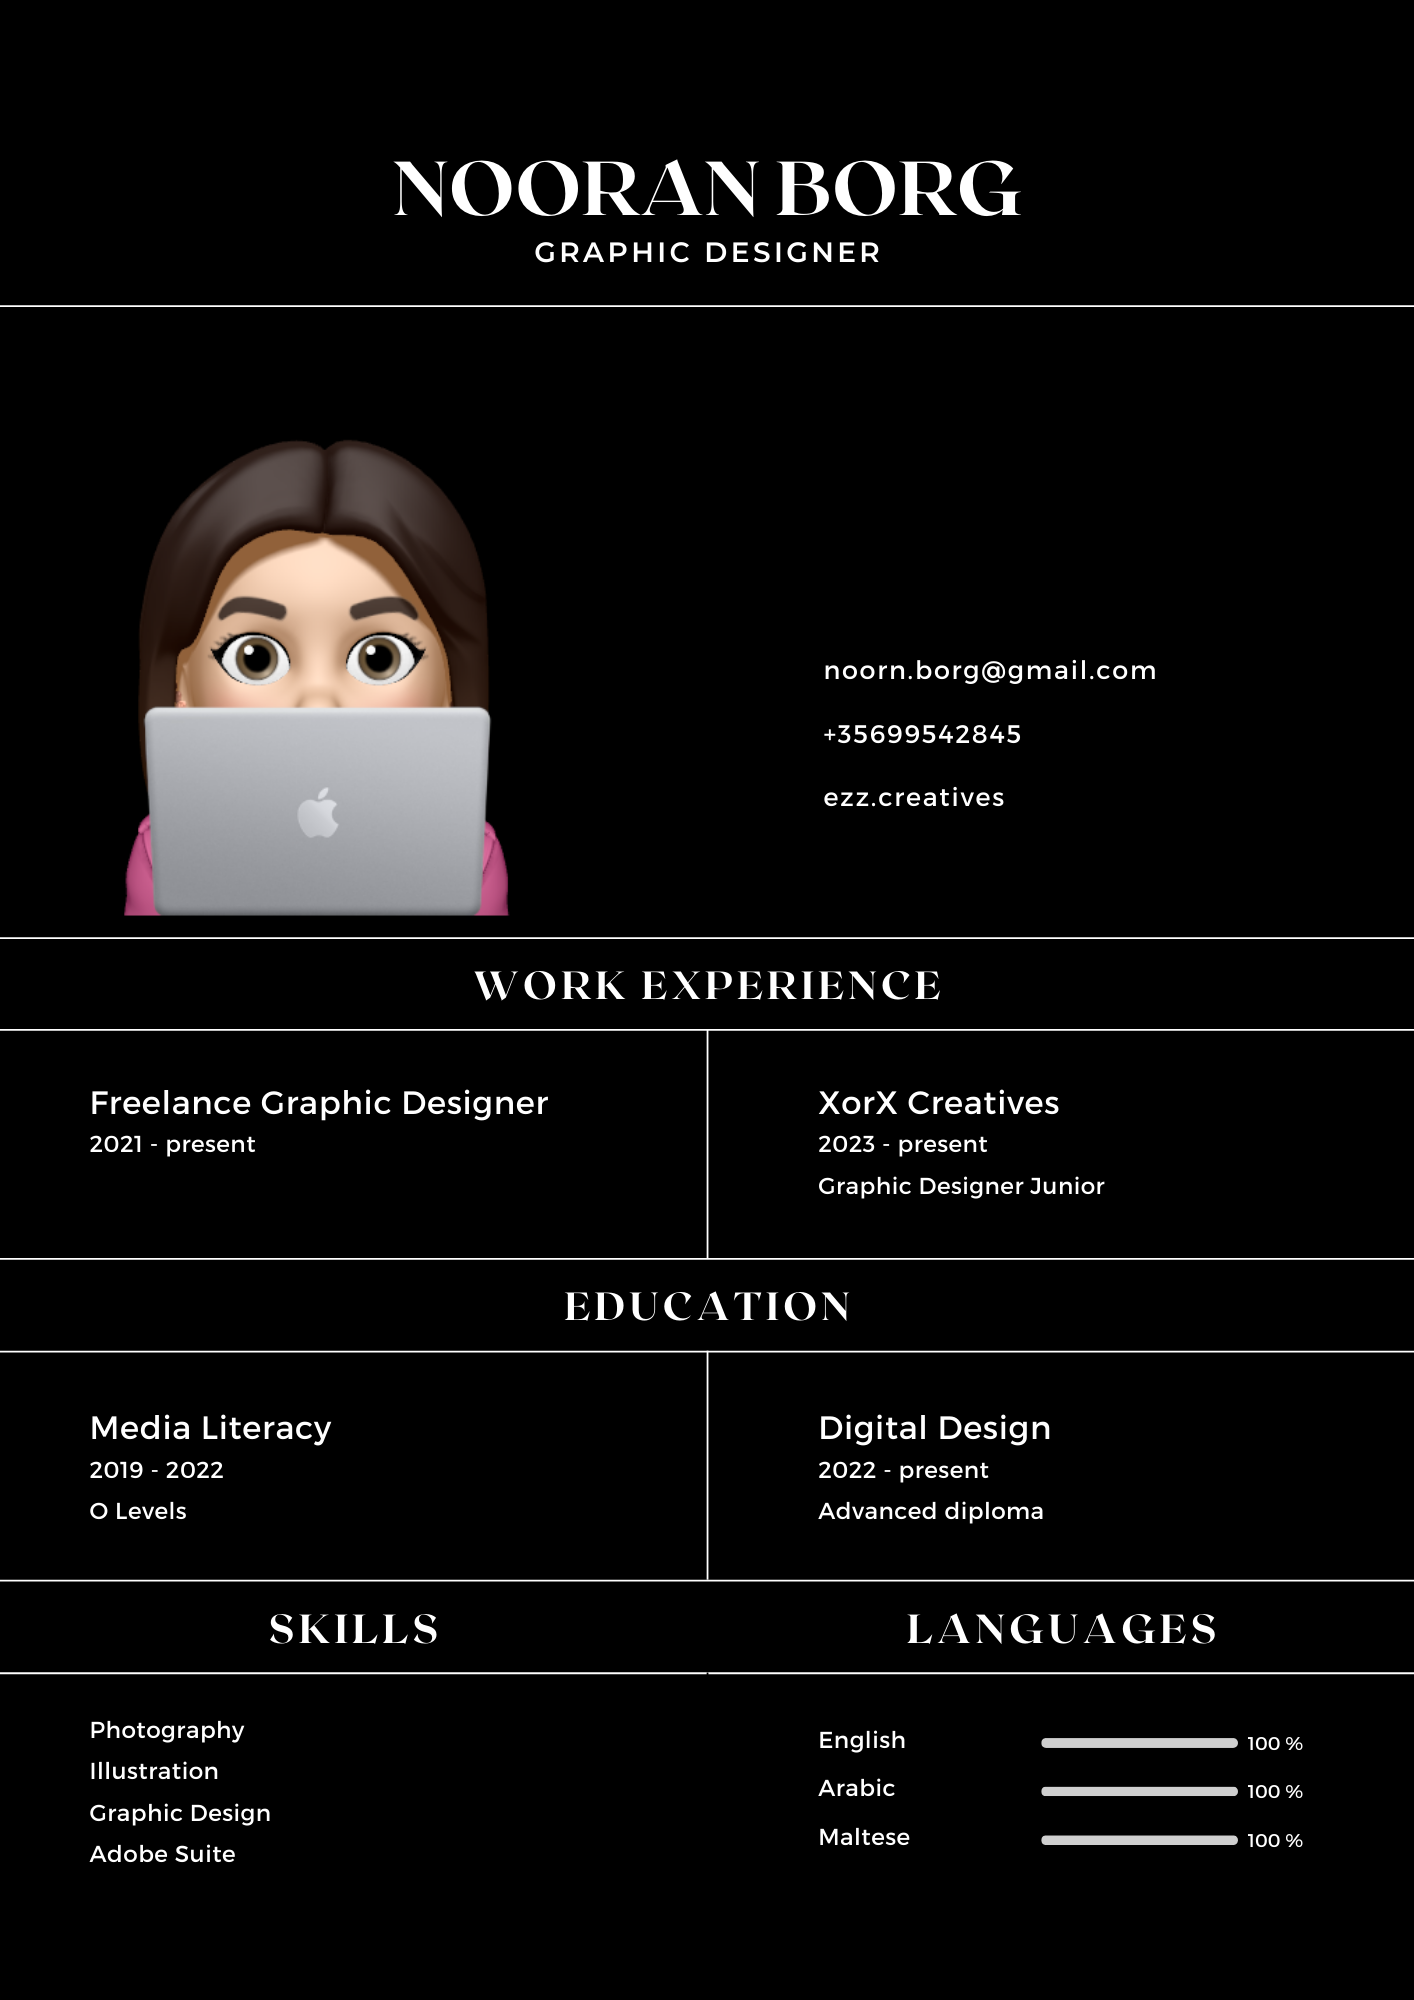 NOORAN BORG
GRAPHIC DESIGNER
noorn.borg@gmail.com
+35699542845
ezz.creatives
WORK EXPERIENCE
Freelance Graphic Designer
2021 - present
XorX Creatives
2023 - present
Graphic Designer Junior
EDUCATION
Media Literacy
2019 - 2022
O Levels
Digital Design
2022 - present
Advanced diploma
SKILLS
Photography
Illustration
Graphic Design
Adobe Suite
LANGUAGES
English 100 %
Arabic 100 %
Maltese 100 %